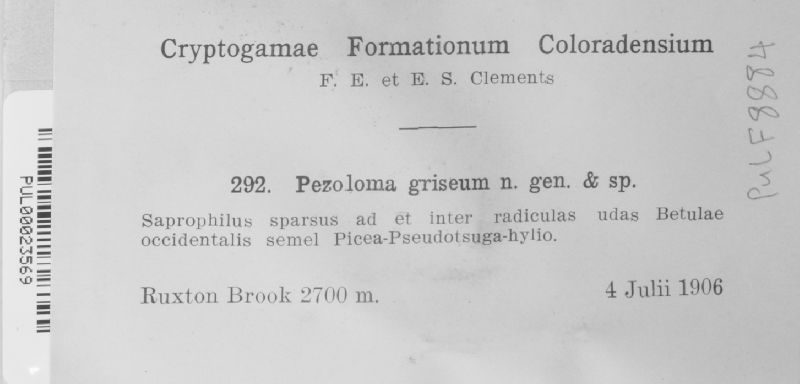 Cryptogamae Formationum Coloradensium
F. E. et E. S. Clements
292. Pezoloma griseum n. gen. & sp.
Saprophilus sparsus ad et inter radiculas udas Betulae
occidentalis semel Picea-Pseudotsuga-hylio.
Ruxton Brook 2700 m. 4 Julii 1906
PUL00023569
PuLF8884